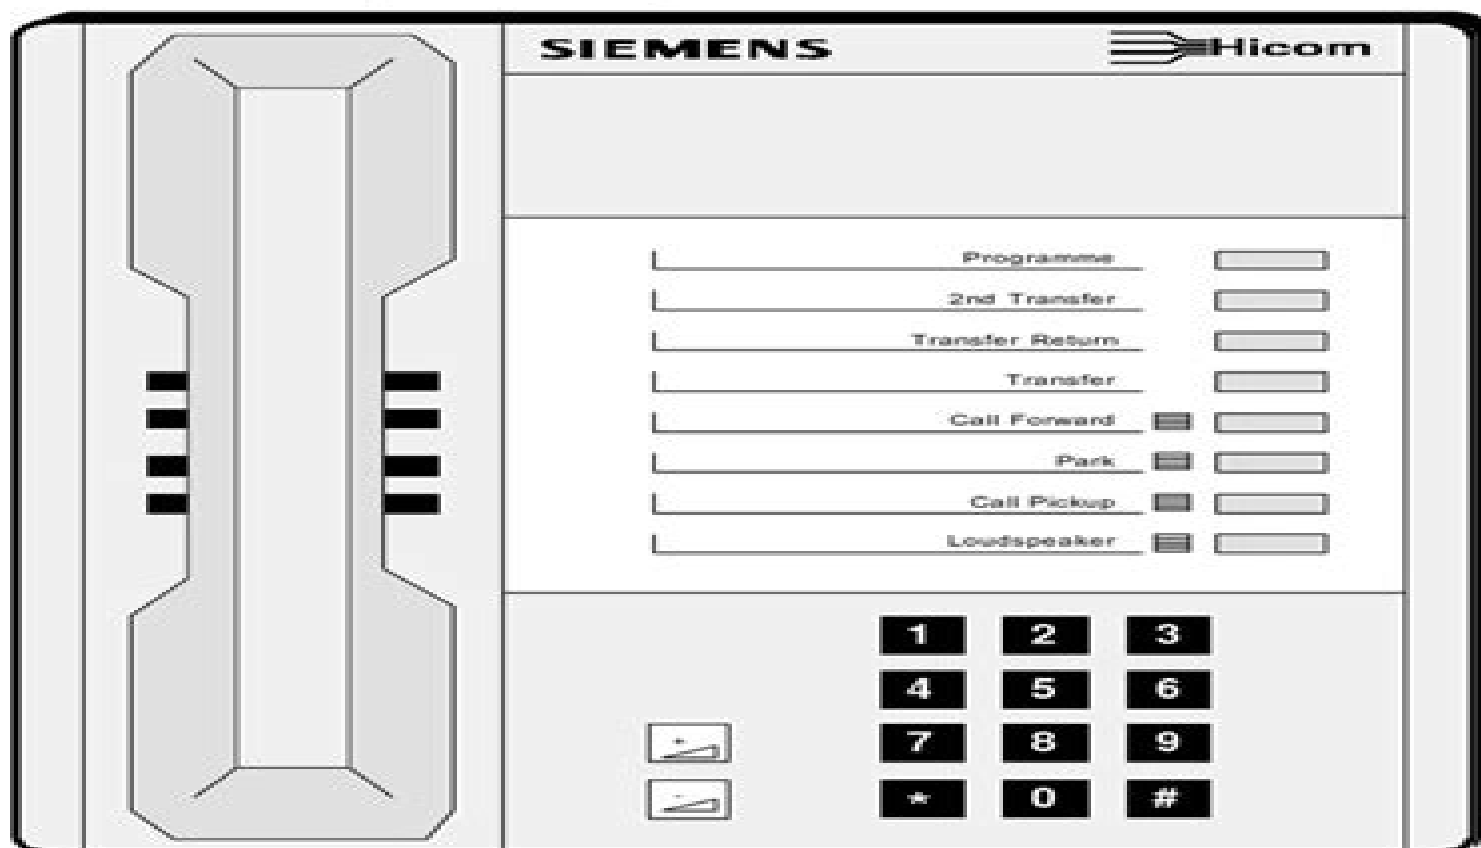 SIEMENS Hicom
Programme
2nd Transfer
Transfer Return
Transfer
Call Forward
Park
Call Pickup
Loudspeaker
1 2 3
4 5 6
+ 7 8 9
- * 0 #